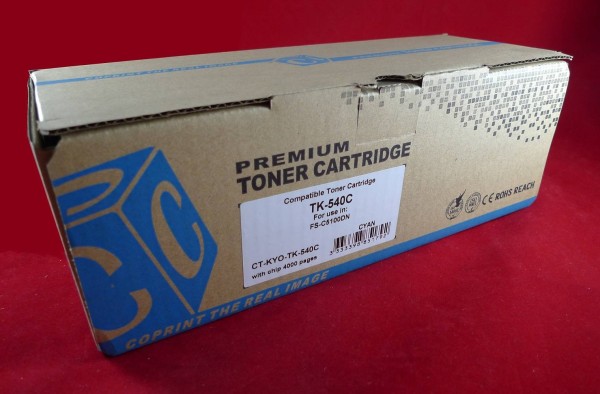 PREMIUM
TONER CARTRIDGE
Compatible Toner Cartridge
TK-540C
For use in:
FS-C5100DN
CYAN
CT-KYO-TK-540C
with chip 4000 pages
CE ROHS REACH
C
C
COPRINT THE REAL IMAGE